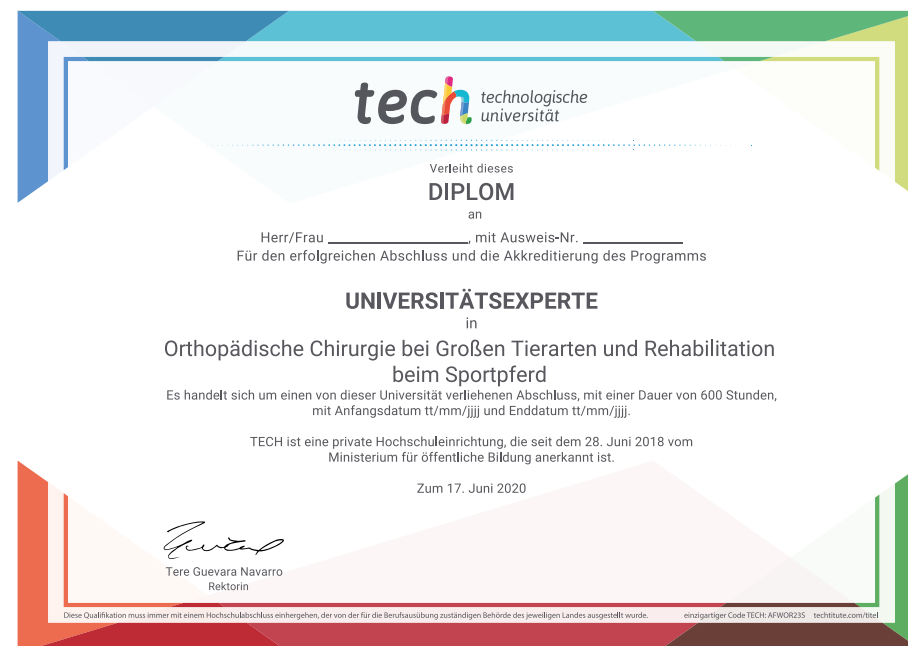 tech technologische
universität
Verleiht dieses
DIPLOM
an
Herr/Frau ____________________, mit Ausweis-Nr. ______________
Für den erfolgreichen Abschluss und die Akkreditierung des Programms
UNIVERSITÄTSEXPERTE
in
Orthopädische Chirurgie bei Großen Tierarten und Rehabilitation
beim Sportpferd
Es handelt sich um einen von dieser Universität verliehenen Abschluss, mit einer Dauer von 600 Stunden,
mit Anfangsdatum tt/mm/jjjj und Enddatum tt/mm/jjjj.
TECH ist eine private Hochschuleinrichtung, die seit dem 28. Juni 2018 vom
Ministerium für öffentliche Bildung anerkannt ist.
Zum 17. Juni 2020
Tere Guevara Navarro
Rektorin
Diese Qualifikation muss immer mit einem Hochschulabschluss einhergehen, der von der für die Berufsausübung zuständigen Behörde des jeweiligen Landes ausgestellt wurde. einzigartiger Code TECH: AFWOR23S techtitute.com/titel